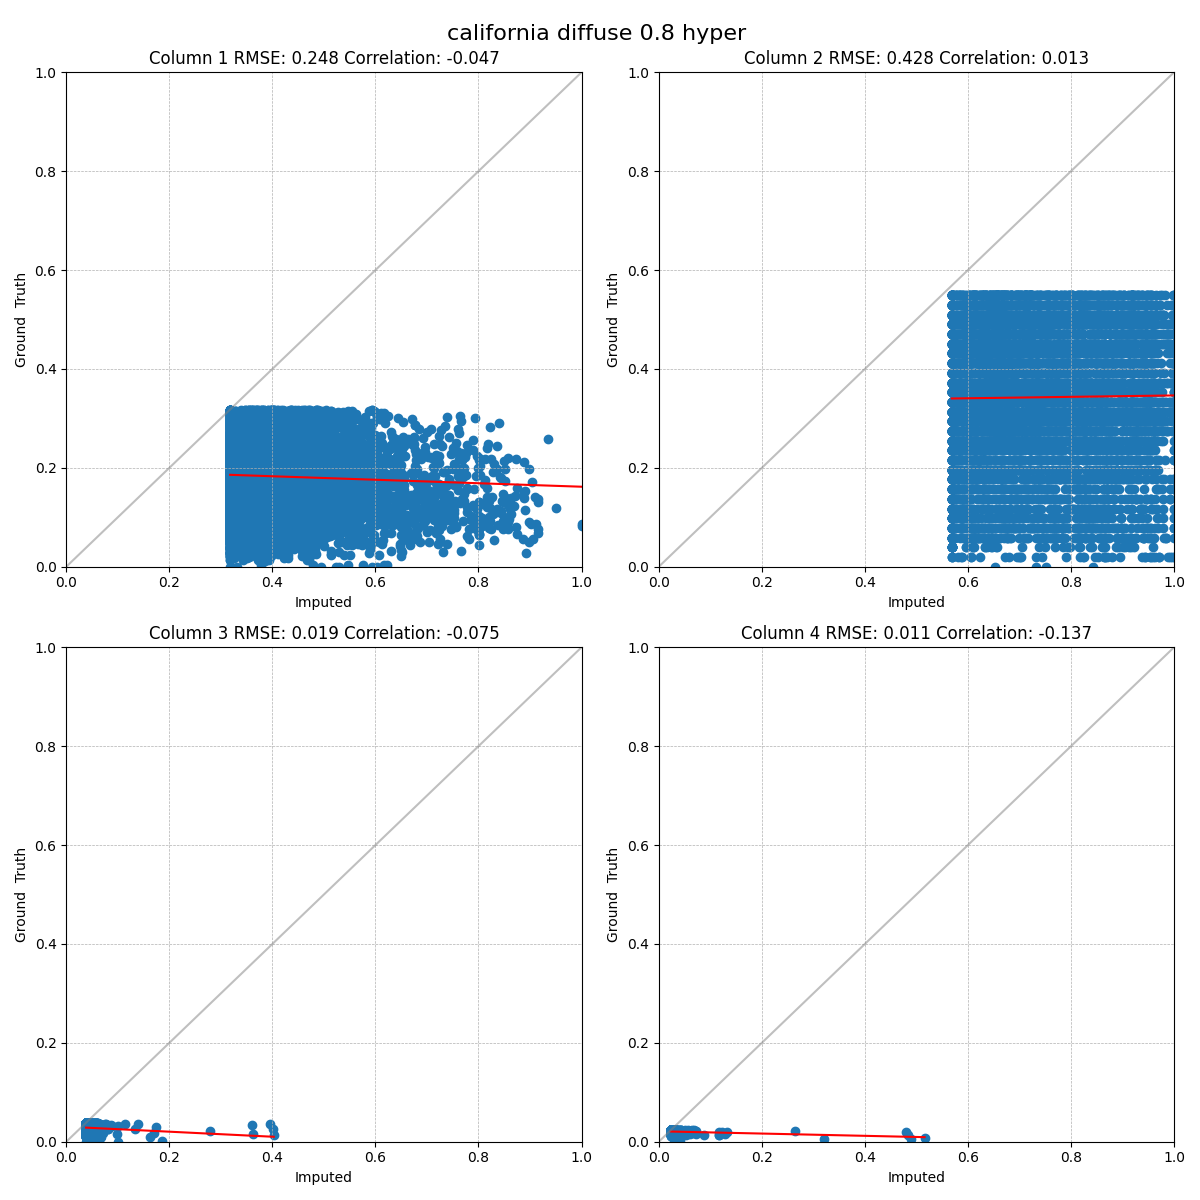 california diffuse 0.8 hyper
Column 1 RMSE: 0.248 Correlation: -0.047
1.0
0.8
0.6
0.4
0.2
0.0
Ground Truth
0.0 0.2 0.4 0.6 0.8 1.0
Imputed
Column 2 RMSE: 0.428 Correlation: 0.013
1.0
0.8
0.6
0.4
0.2
0.0
Ground Truth
0.0 0.2 0.4 0.6 0.8 1.0
Imputed
Column 3 RMSE: 0.019 Correlation: -0.075
1.0
0.8
0.6
0.4
0.2
0.0
Ground Truth
0.0 0.2 0.4 0.6 0.8 1.0
Imputed
Column 4 RMSE: 0.011 Correlation: -0.137
1.0
0.8
0.6
0.4
0.2
0.0
Ground Truth
0.0 0.2 0.4 0.6 0.8 1.0
Imputed